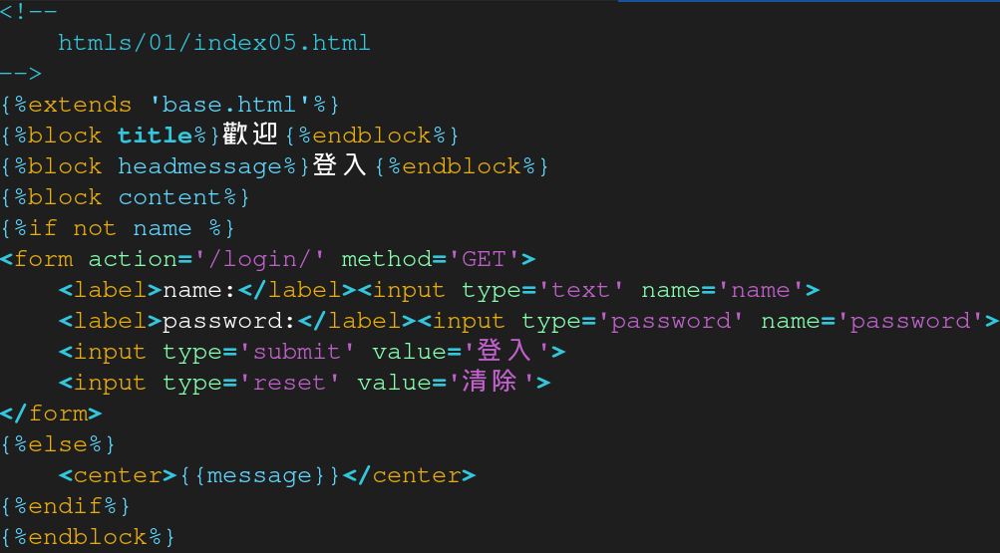 <!--
    htmls/01/index05.html
-->
{%extends 'base.html'%}
{%block title%}歡迎{%endblock%}
{%block headmessage%}登入{%endblock%}
{%block content%}
{%if not name %}
<form action='/login/' method='GET'>
    <label>name:</label><input type='text' name='name'>
    <label>password:</label><input type='password' name='password'>
    <input type='submit' value='登入'>
    <input type='reset' value='清除'>
</form>
{%else%}
    <center>{{message}}</center>
{%endif%}
{%endblock%}